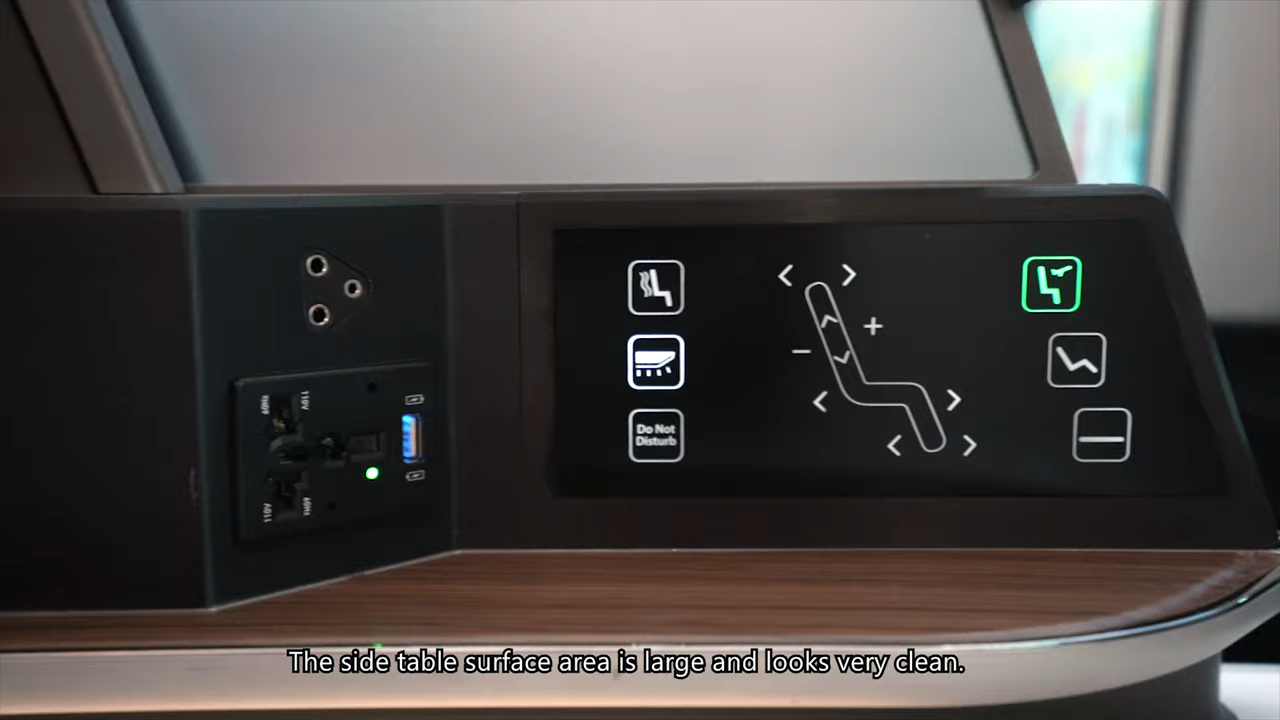 110V
60Hz
110V
60Hz
Do Not
Disturb
The side table surface area is large and looks very clean.